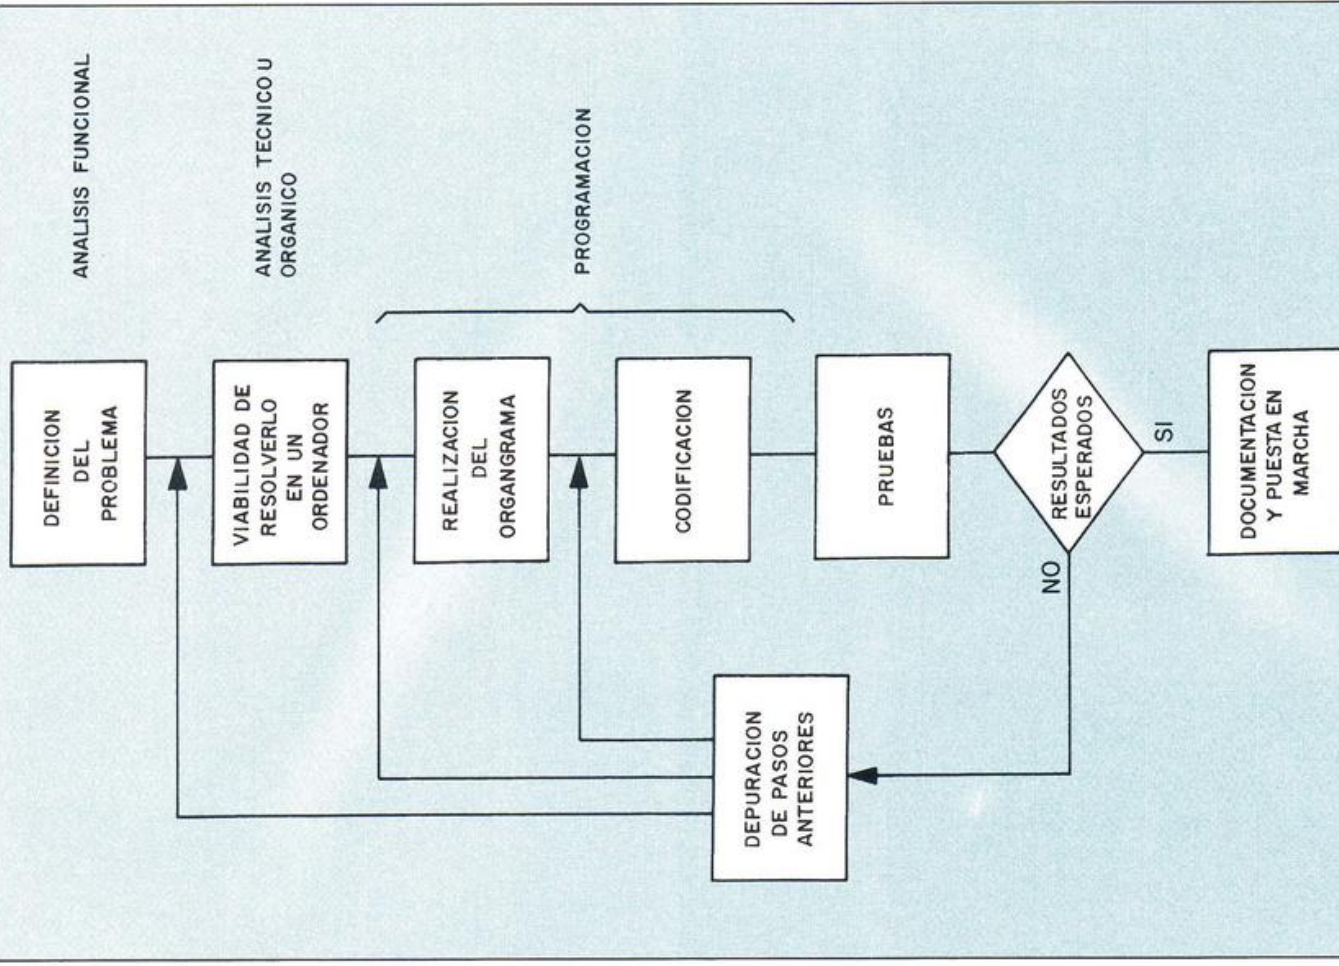 ANALISIS FUNCIONAL
DEFINICION
DEL
PROBLEMA
ANALISIS TECNICO U
ORGANICO
VIABILIDAD DE
RESOLVERLO
EN UN
ORDENADOR
PROGRAMACION
REALIZACION
DEL
ORGANGRAMA
CODIFICACION
PRUEBAS
RESULTADOS
ESPERADOS
NO
SI
DEPURACION
DE PASOS
ANTERIORES
DOCUMENTACION
Y PUESTA EN
MARCHA